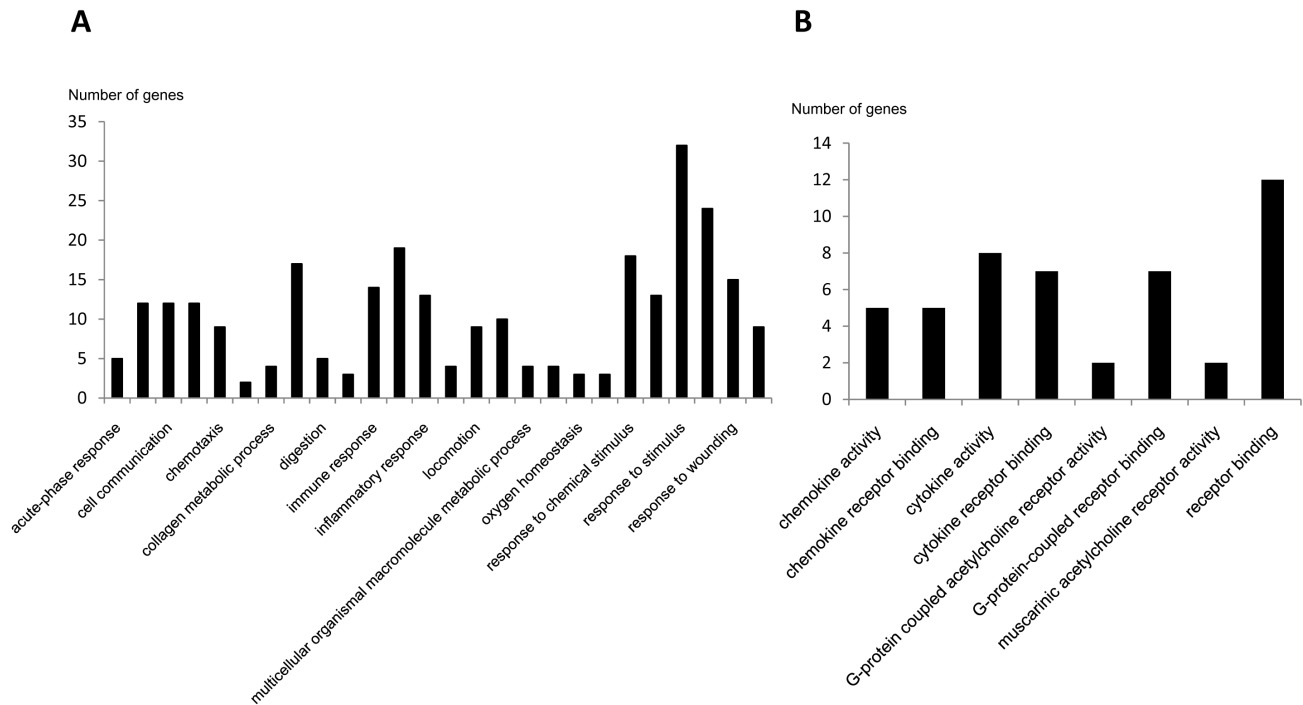 A
Number of genes
35
30
25
20
15
10
5
0
acute-phase response
cell communication
chemotaxis
collagen metabolic process
digestion
immune response
inflammatory response
locomotion
multicellular organismal macromolecule metabolic process
oxygen homeostasis
response to chemical stimulus
response to stimulus
response to wounding
B
Number of genes
14
12
10
8
6
4
2
0
chemokine activity
chemokine receptor binding
cytokine activity
cytokine receptor binding
G-protein coupled acetylcholine receptor activity
G-protein-coupled receptor binding
muscarinic acetylcholine receptor activity
receptor binding